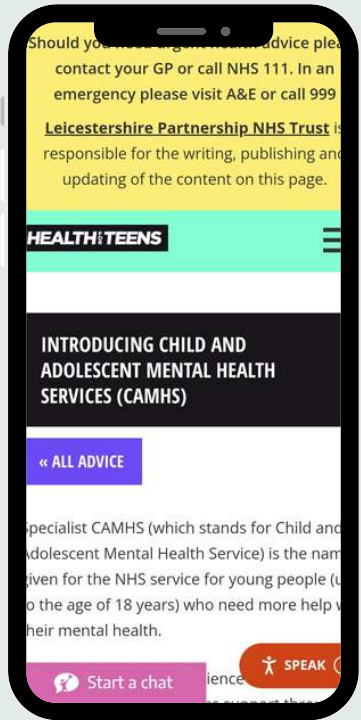 Should you need urgent health advice plea
contact your GP or call NHS 111. In an
emergency please visit A&E or call 999
Leicestershire Partnership NHS Trust is
responsible for the writing, publishing and
updating of the content on this page.
HEALTH FOR TEENS
INTRODUCING CHILD AND
ADOLESCENT MENTAL HEALTH
SERVICES (CAMHS)
« ALL ADVICE
Specialist CAMHS (which stands for Child and
Adolescent Mental Health Service) is the nam
given for the NHS service for young people (u
to the age of 18 years) who need more help w
their mental health.
Start a chat
ience
SPEAK